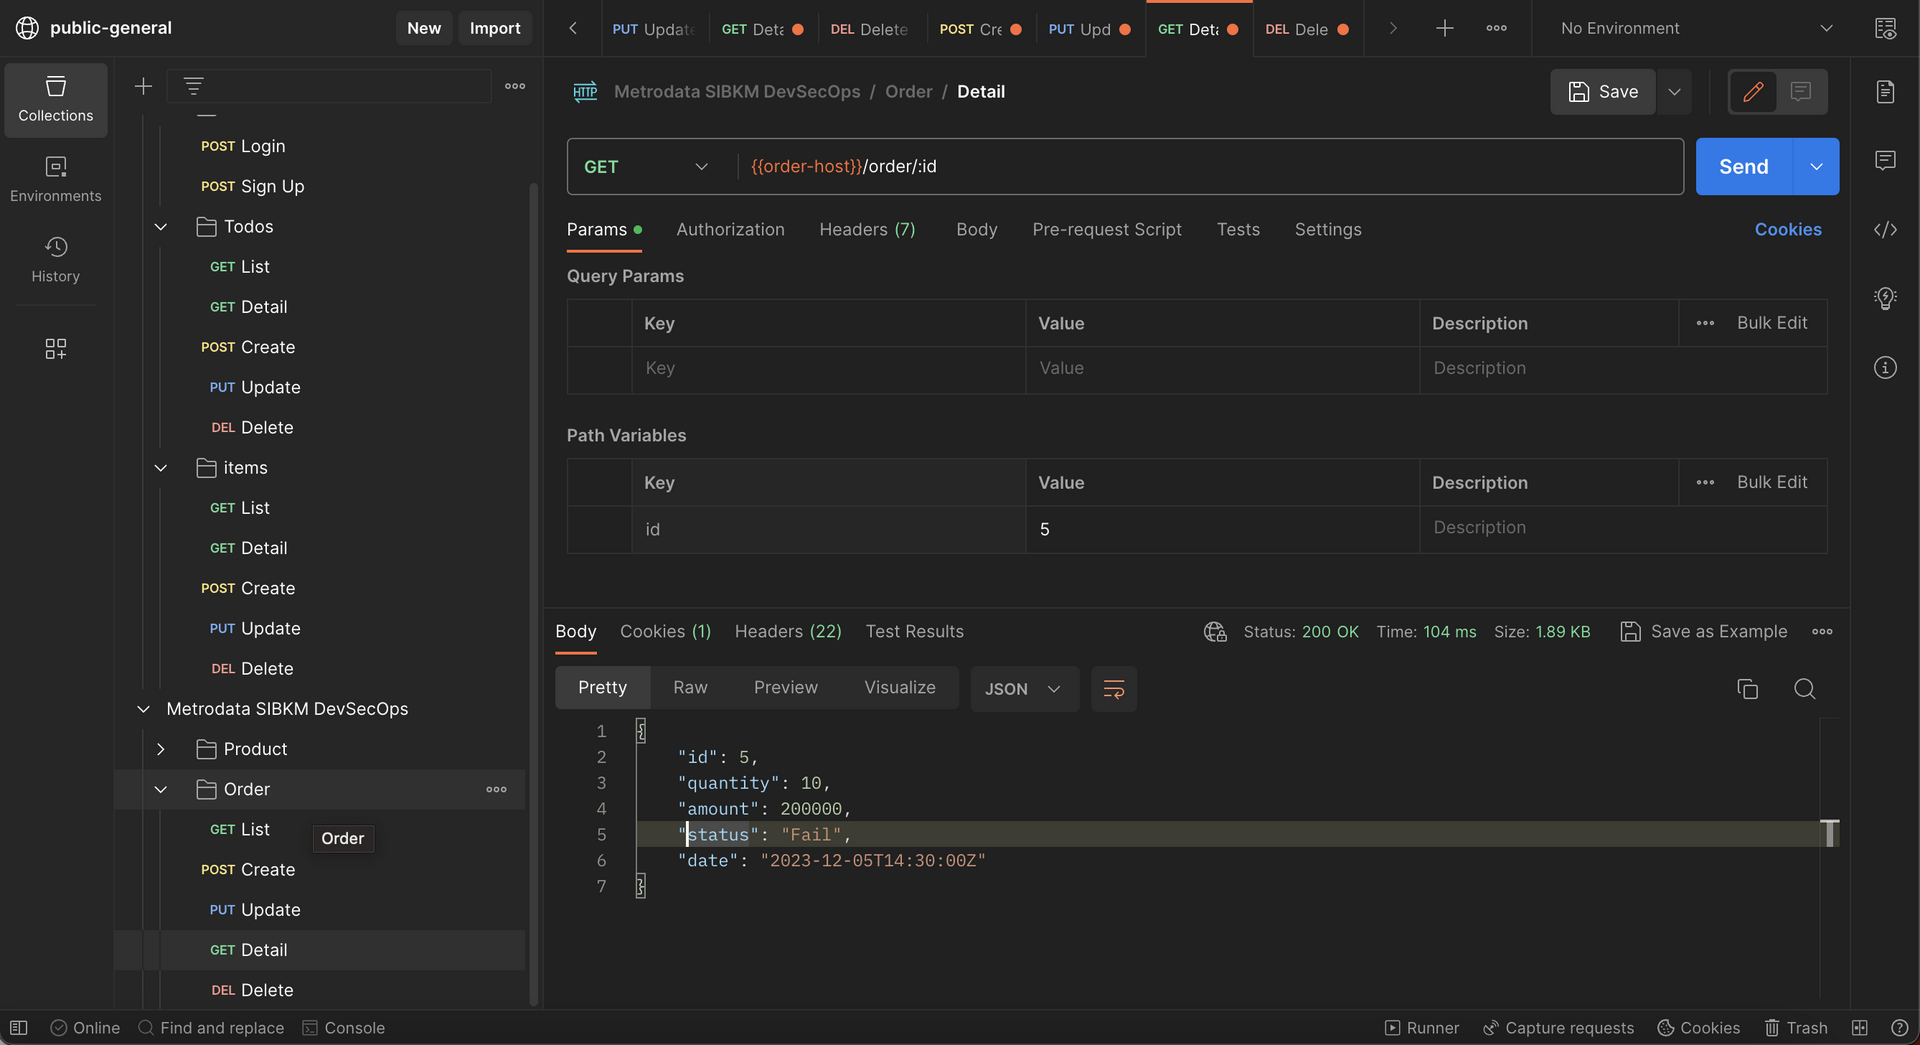 public-general
New
Import
PUT Update
GET Deta
DEL Delete
POST Cre
PUT Upd
GET Deta
DEL Dele
No Environment
Collections
Environments
History
POST Login
POST Sign Up
Todos
GET List
GET Detail
POST Create
PUT Update
DEL Delete
items
GET List
GET Detail
POST Create
PUT Update
DEL Delete
Metrodata SIBKM DevSecOps
Product
Order
GET List
Order
POST Create
PUT Update
GET Detail
DEL Delete
HTTP Metrodata SIBKM DevSecOps / Order / Detail
Save
GET
{{order-host}}/order/:id
Send
Params
Authorization
Headers (7)
Body
Pre-request Script
Tests
Settings
Cookies
Query Params
Key Value Description ••• Bulk Edit
Key Value Description
Path Variables
Key Value Description ••• Bulk Edit
id 5 Description
Body
Cookies (1)
Headers (22)
Test Results
Status: 200 OK Time: 104 ms Size: 1.89 KB
Save as Example
Pretty
Raw
Preview
Visualize
JSON
1 {
2 "id": 5,
3 "quantity": 10,
4 "amount": 200000,
5 "status": "Fail",
6 "date": "2023-12-05T14:30:00Z"
7 }
Online
Find and replace
Console
Runner
Capture requests
Cookies
Trash